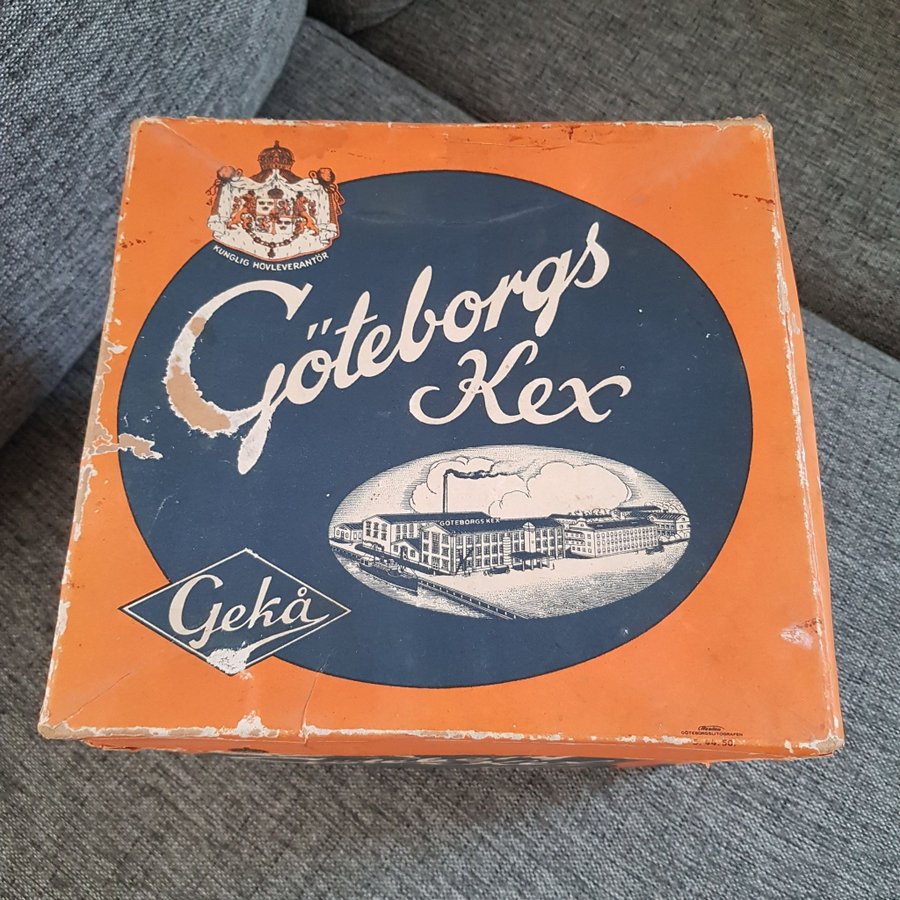 KUNGLIG HOVLEVERANTÖR
Göteborgs
Kex
GÖTEBORGS KEX
Gekå
GÖTEBORGSLITOGRAFEN